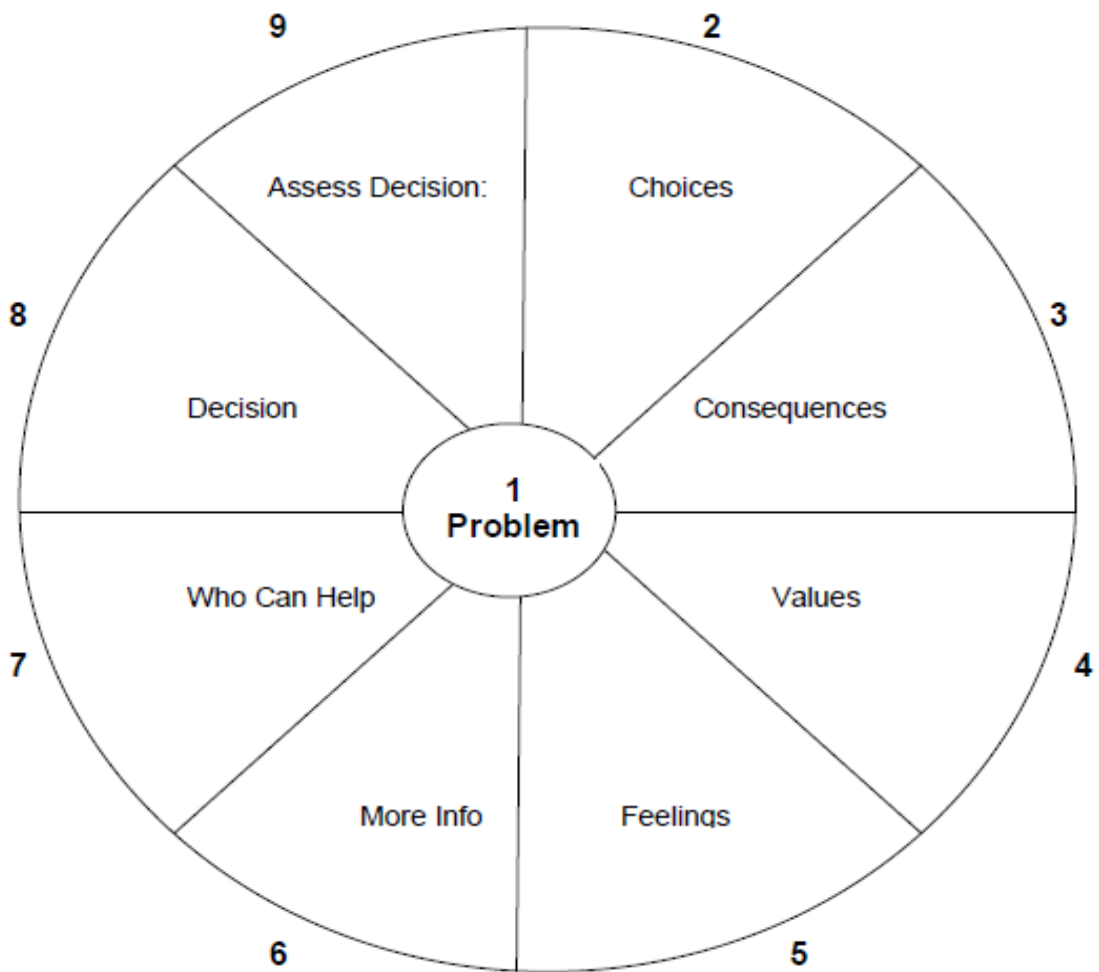 9
2
Assess Decision:
Choices
8
3
Decision
Consequences
1
Problem
Who Can Help
Values
7
4
More Info
Feelings
6
5